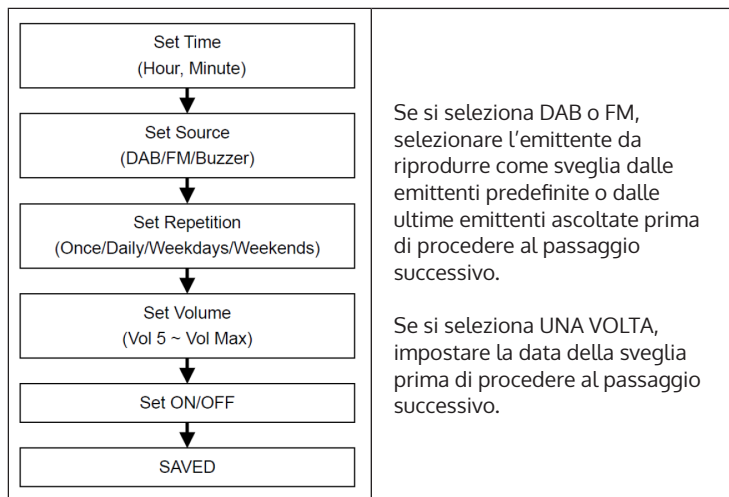 Set Time
(Hour, Minute)
Set Source
(DAB/FM/Buzzer)
Set Repetition
(Once/Daily/Weekdays/Weekends)
Set Volume
(Vol 5 ~ Vol Max)
Set ON/OFF
SAVED
Se si seleziona DAB o FM,
selezionare l’emittente da
riprodurre come sveglia dalle
emittenti predefinite o dalle
ultime emittenti ascoltate prima
di procedere al passaggio
successivo.
Se si seleziona UNA VOLTA,
impostare la data della sveglia
prima di procedere al passaggio
successivo.